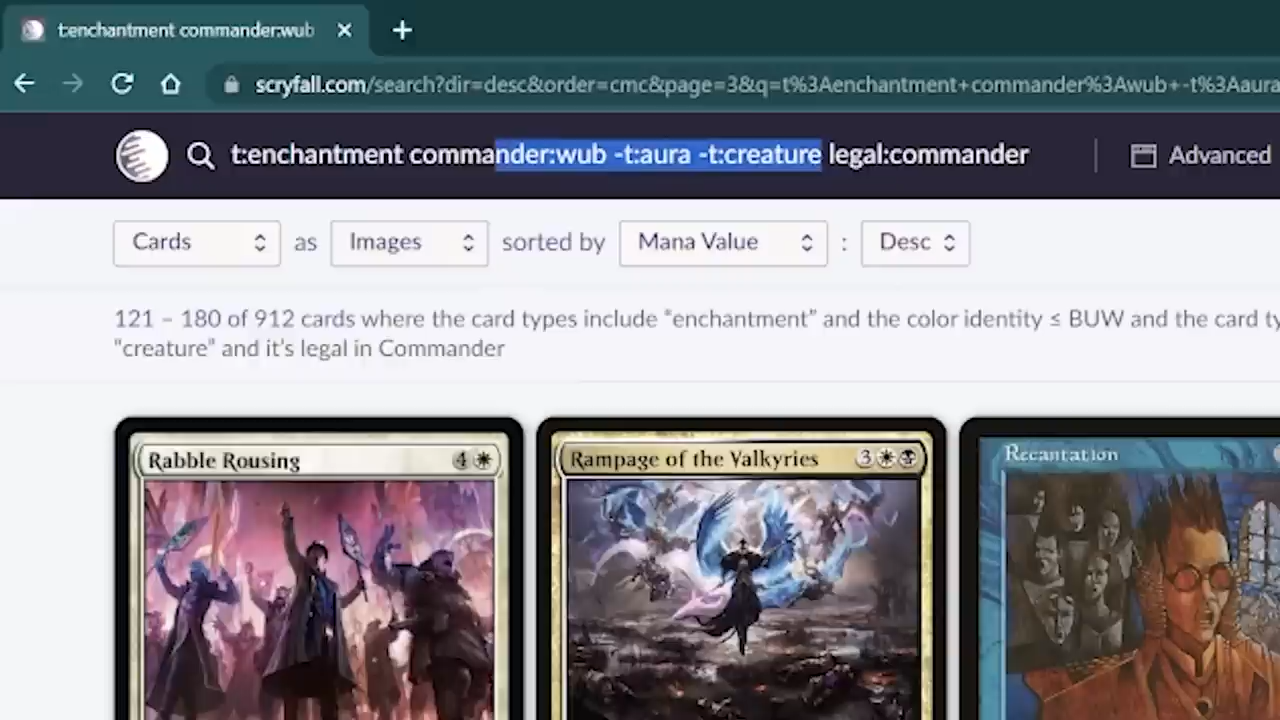 t:enchantment commander:wub
scryfall.com/search?dir=desc&order=cmc&page=3&q=t%3Aenchantment+commander%3Awub+-t%3Aaura
t:enchantment commander:wub -t:aura -t:creature legal:commander
Advanced
Cards as Images sorted by Mana Value : Desc
121 – 180 of 912 cards where the card types include “enchantment” and the color identity ≤ BUW and the card ty
“creature” and it’s legal in Commander
Rabble Rousing 4
Rampage of the Valkyries 3
Recantation